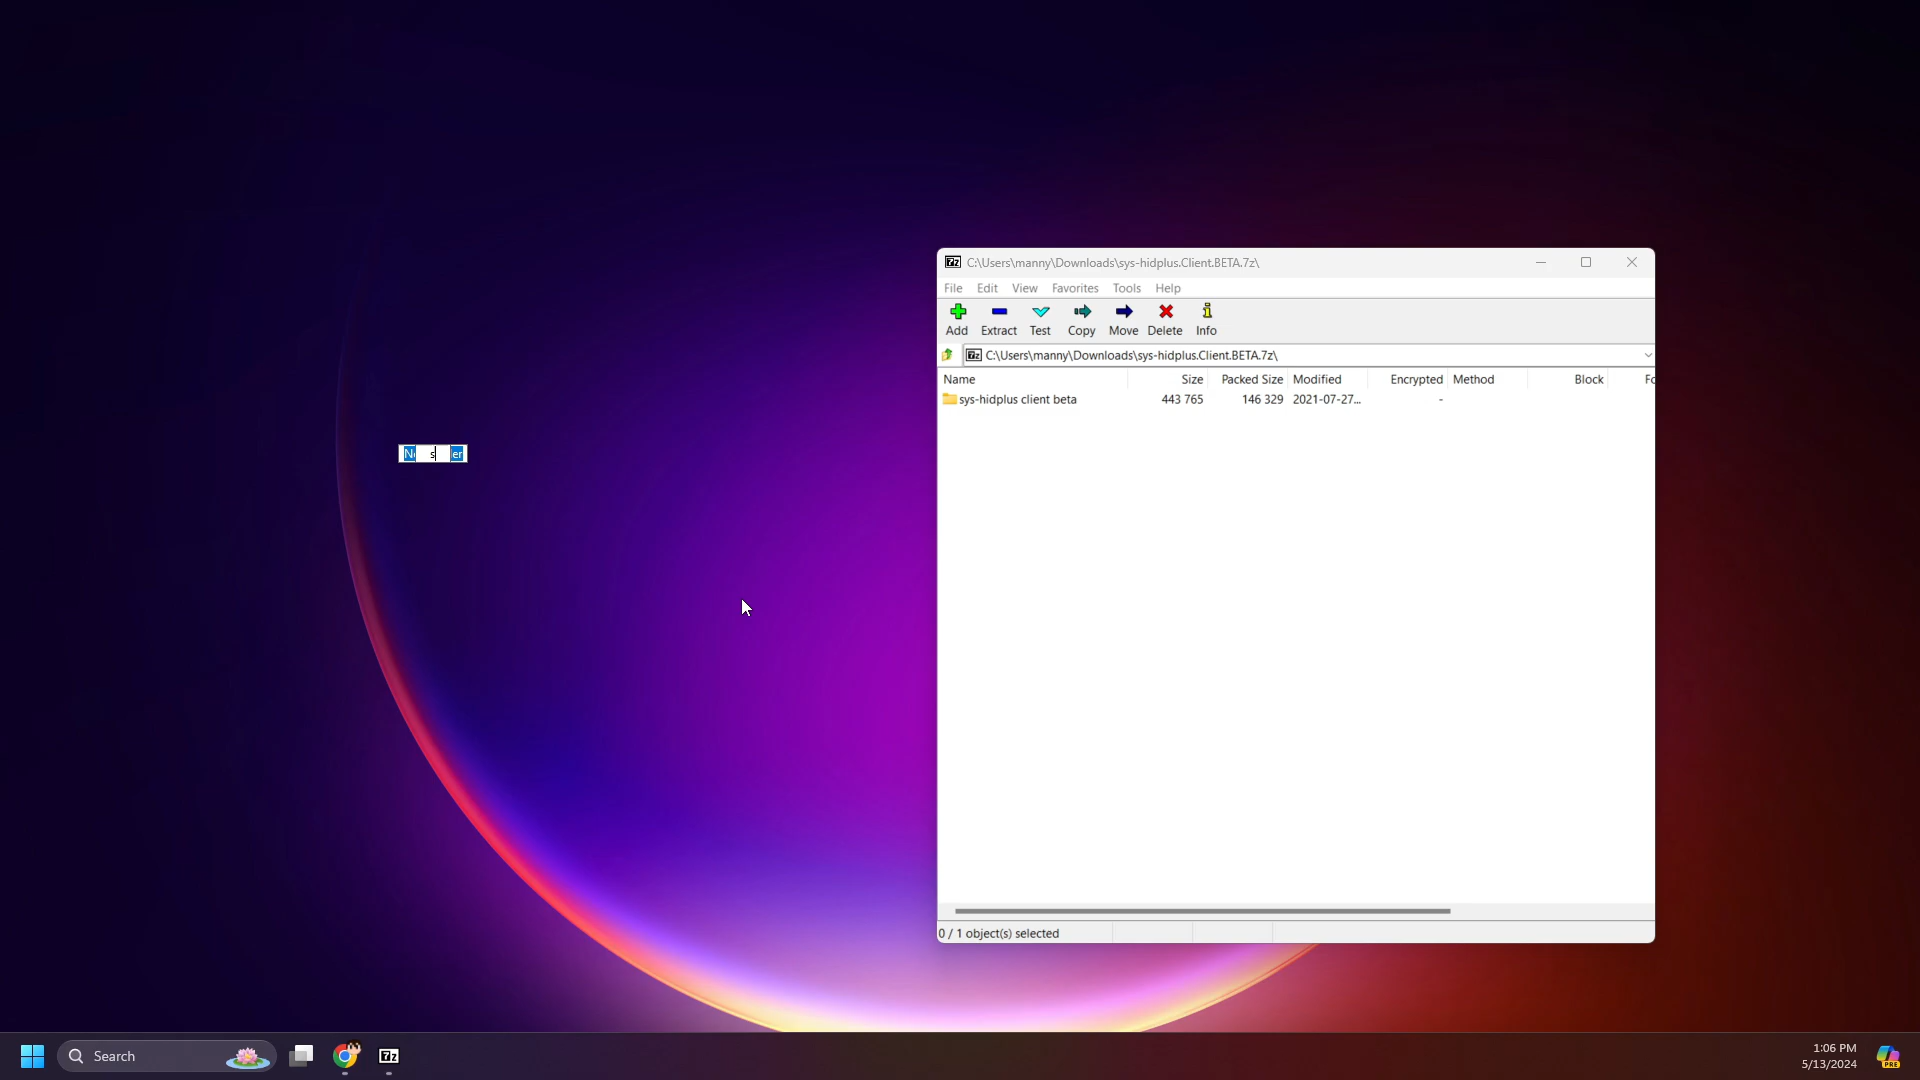 C:\Users\manny\Downloads\sys-hidplus.Client.BETA.7z\
File Edit View Favorites Tools Help
Add Extract Test Copy Move Delete Info
C:\Users\manny\Downloads\sys-hidplus.Client.BETA.7z\
Name Size Packed Size Modified Encrypted Method Block Fo
sys-hidplus client beta 443 765 146 329 2021-07-27... -
s er
0 / 1 object(s) selected
Search
1:06 PM
5/13/2024
PRE